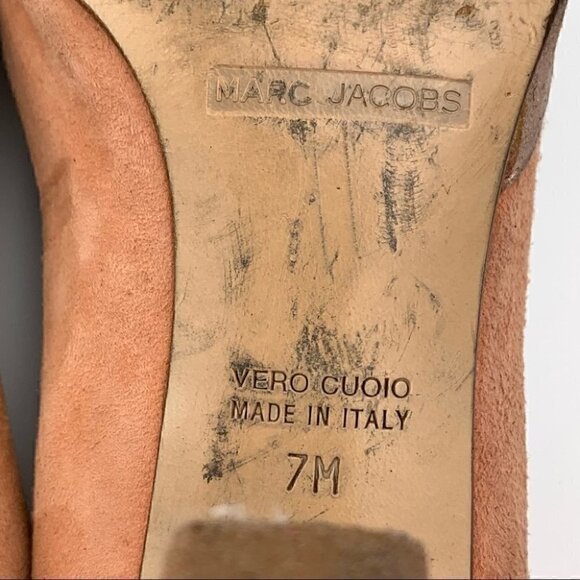 MARC JACOBS
VERO CUOIO
MADE IN ITALY
7M